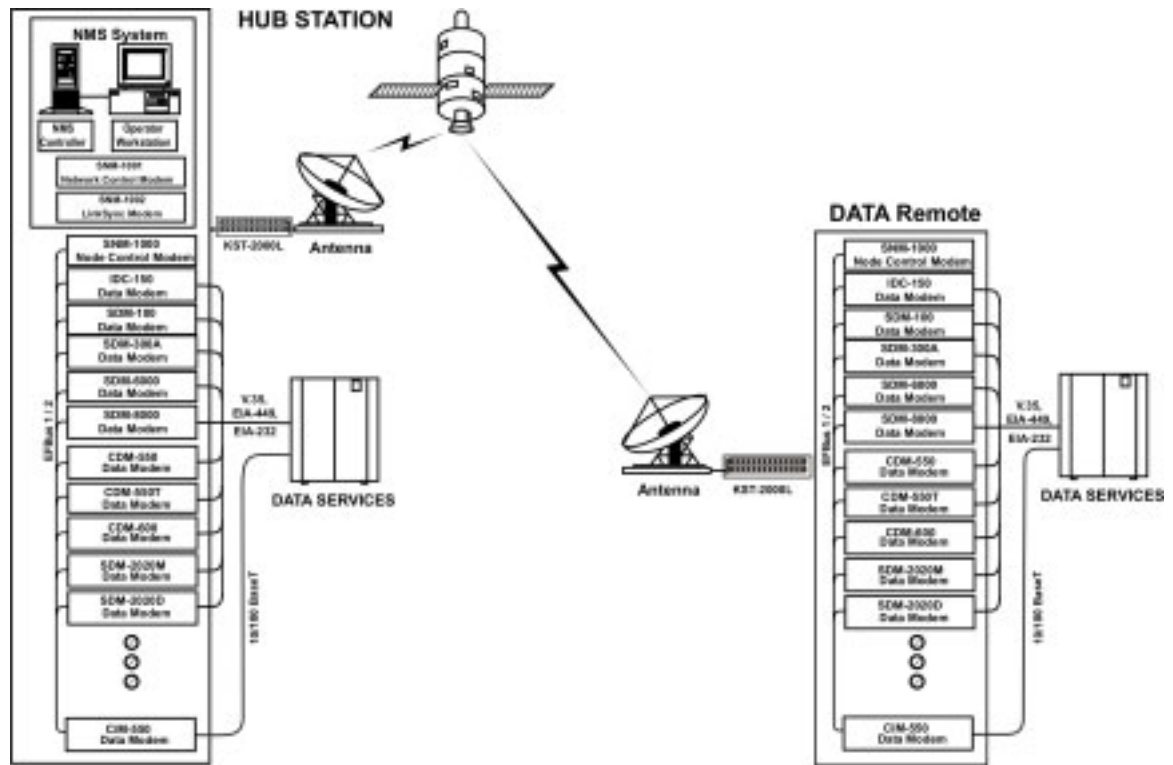 HUB STATION
NMS System
NMS
Controller
Operator
Workstation
SNM-1001
Network Control Modem
SNM-1002
LinkSync Modem
SNM-1000
Node Control Modem
IDC-150
Data Modem
SDM-100
Data Modem
SDM-300A
Data Modem
SDM-6000
Data Modem
SDM-8000
Data Modem
CDM-550
Data Modem
CDM-550T
Data Modem
CDM-600
Data Modem
SDM-2020M
Data Modem
SDM-2020D
Data Modem
CiM-550
Data Modem
EFBus 1 / 2
V.35,
EIA-449,
EIA-232
DATA SERVICES
10/100 BaseT
KST-2000L
Antenna
Antenna
KST-2000L
DATA Remote
SNM-1000
Node Control Modem
IDC-150
Data Modem
SDM-100
Data Modem
SDM-300A
Data Modem
SDM-6000
Data Modem
SDM-8000
Data Modem
CDM-550
Data Modem
CDM-550T
Data Modem
CDM-600
Data Modem
SDM-2020M
Data Modem
SDM-2020D
Data Modem
CiM-550
Data Modem
EFBus 1 / 2
V.35,
EIA-449,
EIA-232
DATA SERVICES
10/100 BaseT